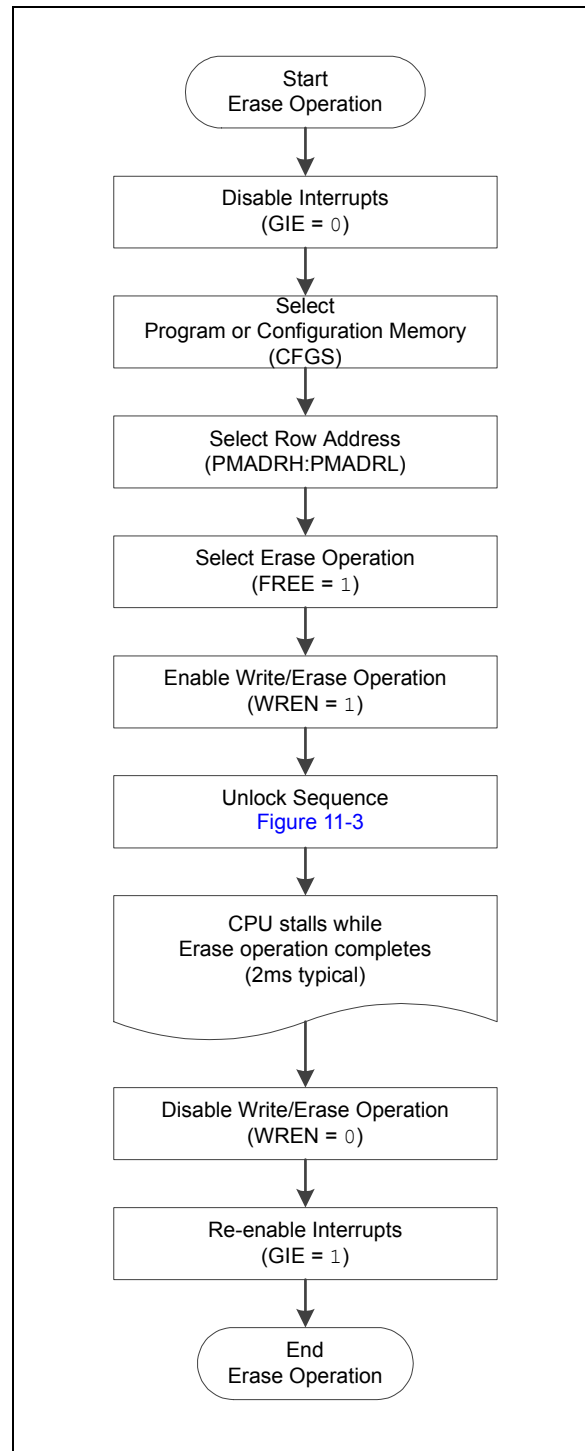 Start
Erase Operation
Disable Interrupts
(GIE = 0)
Select
Program or Configuration Memory
(CFGS)
Select Row Address
(PMADRH:PMADRL)
Select Erase Operation
(FREE = 1)
Enable Write/Erase Operation
(WREN = 1)
Unlock Sequence
Figure 11-3
CPU stalls while
Erase operation completes
(2ms typical)
Disable Write/Erase Operation
(WREN = 0)
Re-enable Interrupts
(GIE = 1)
End
Erase Operation